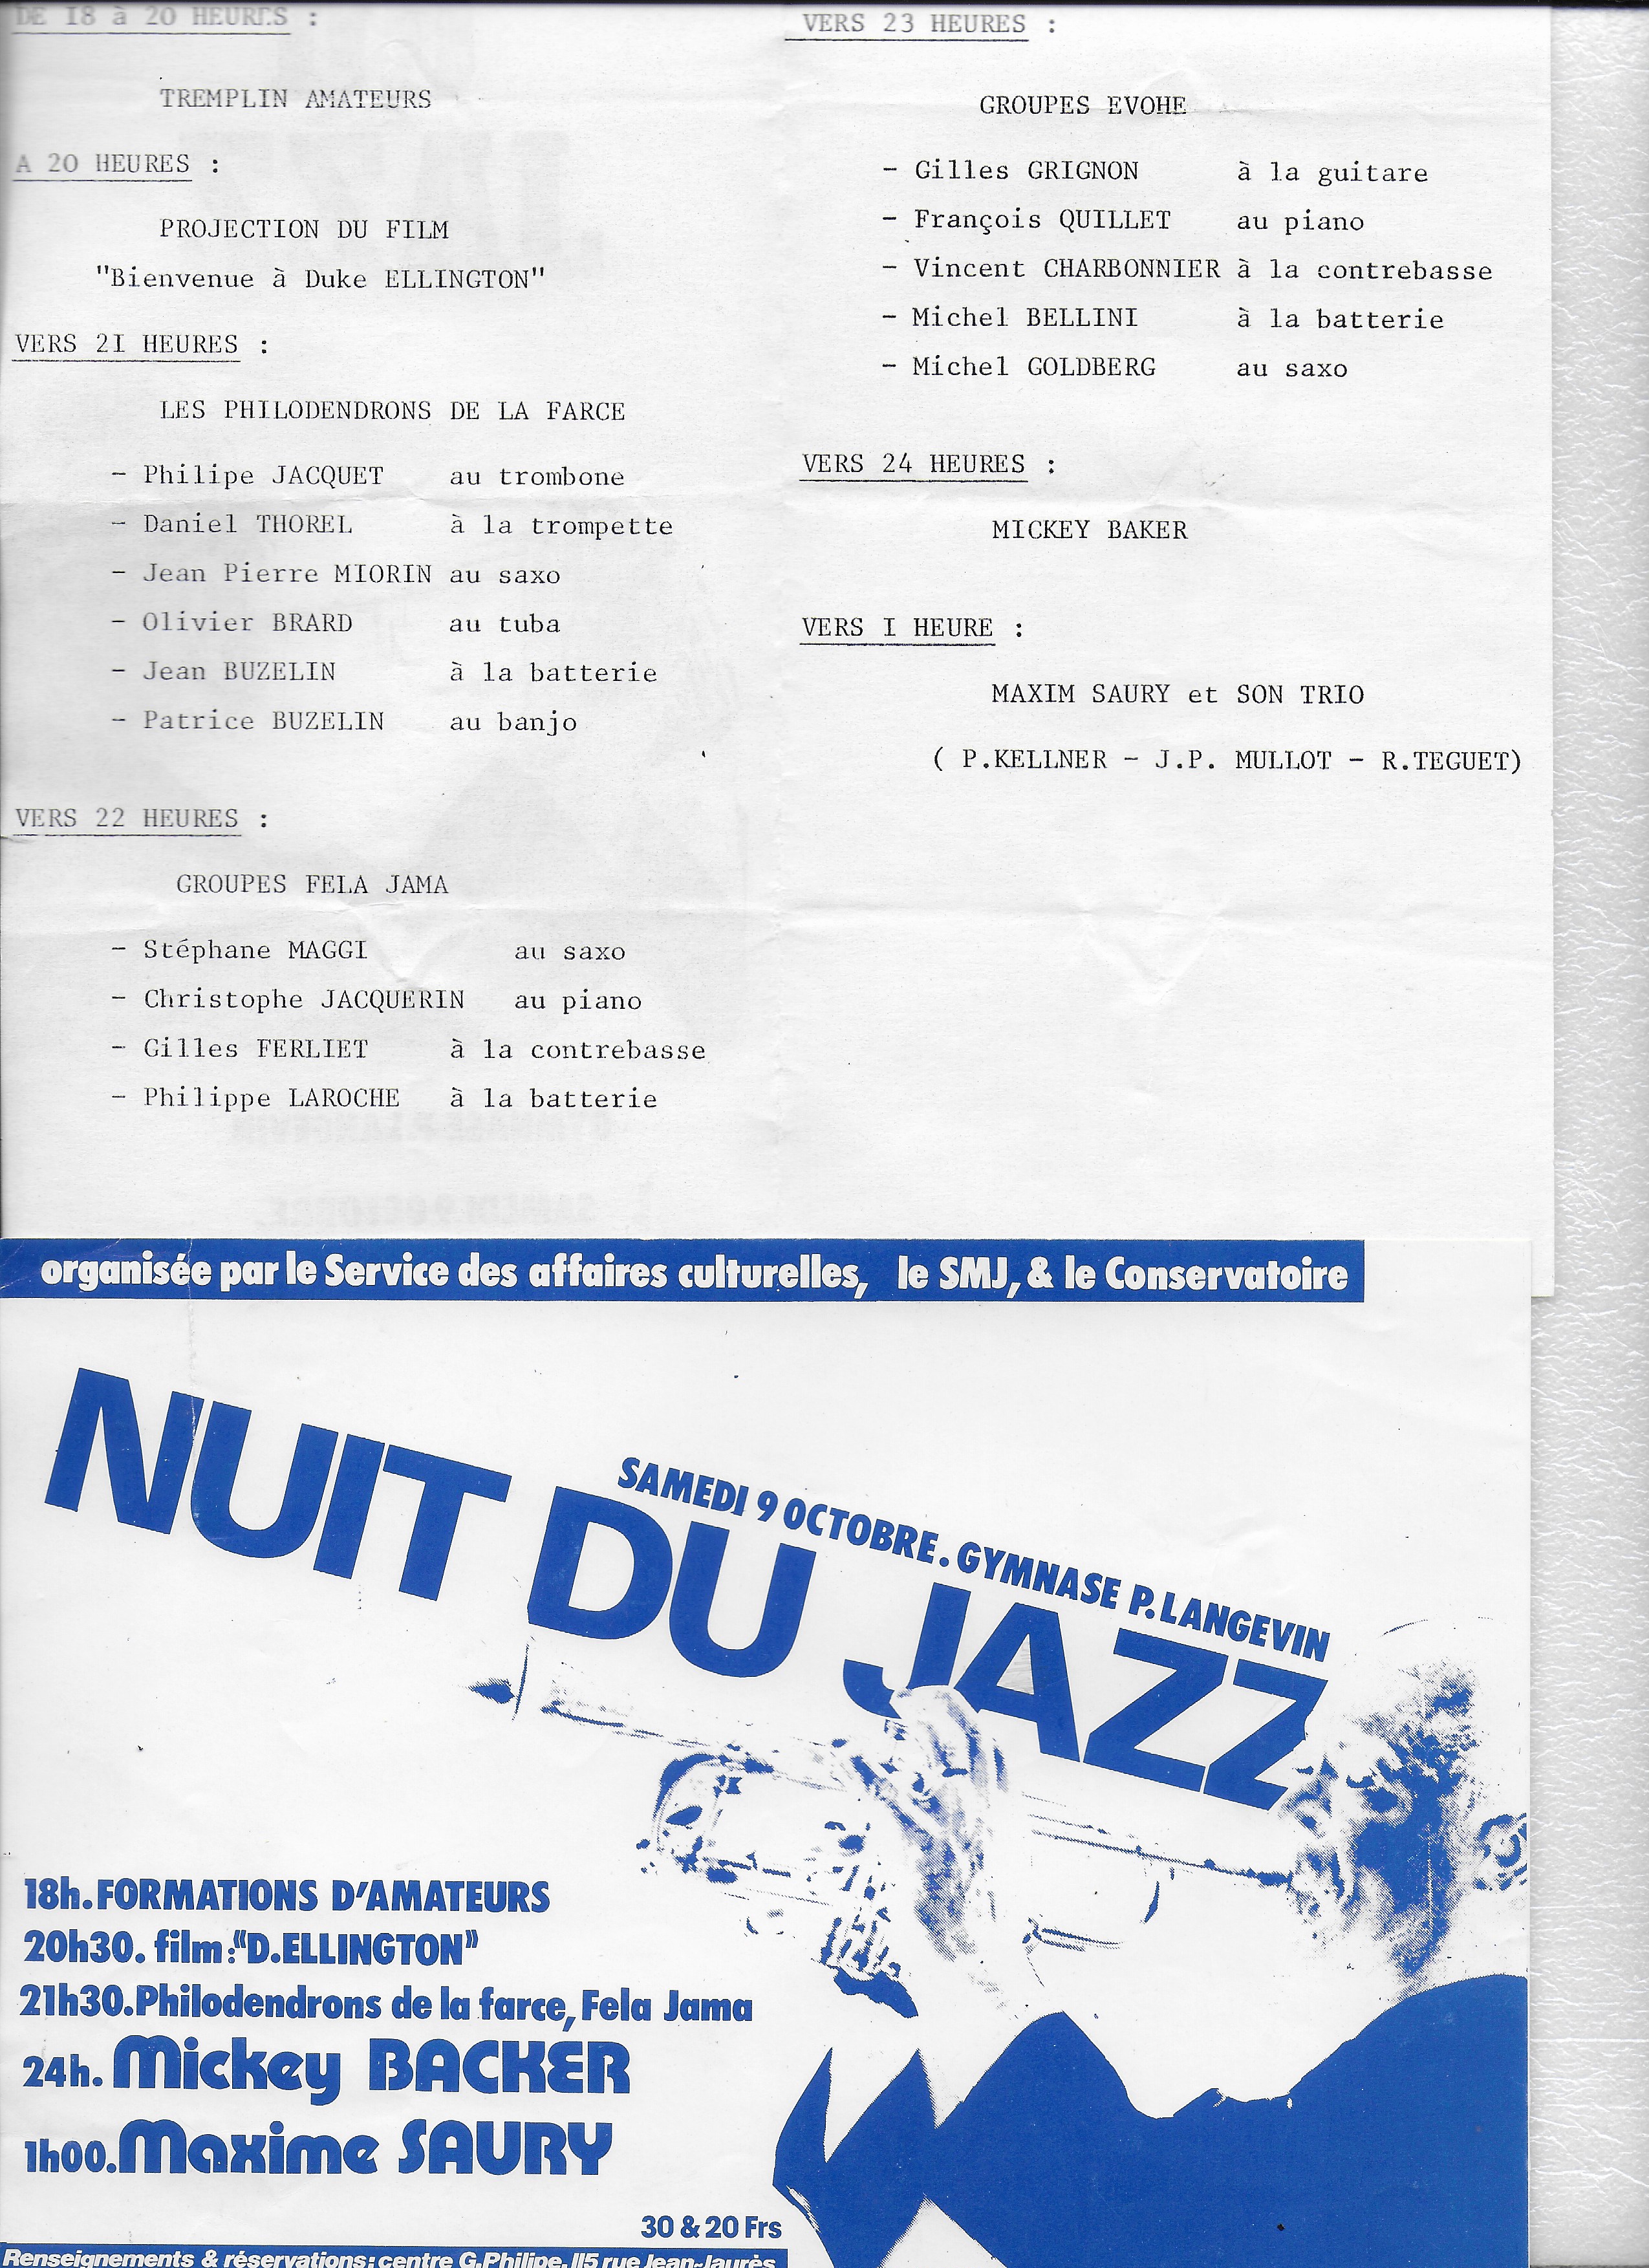 DE I8 à 20 HEURES :
TREMPLIN AMATEURS
A 20 HEURES :
PROJECTION DU FILM
"Bienvenue à Duke ELLINGTON"
VERS 2I HEURES :
LES PHILODENDRONS DE LA FARCE
- Philipe JACQUET au trombone
- Daniel THOREL à la trompette
- Jean Pierre MIORIN au saxo
- Olivier BRARD au tuba
- Jean BUZELIN à la batterie
- Patrice BUZELIN au banjo
VERS 22 HEURES :
GROUPES FELA JAMA
- Stéphane MAGGI au saxo
- Christophe JACQUERIN au piano
- Gilles FERLIET à la contrebasse
- Philippe LAROCHE à la batterie
VERS 23 HEURES :
GROUPES EVOHE
- Gilles GRIGNON à la guitare
- François QUILLET au piano
- Vincent CHARBONNIER à la contrebasse
- Michel BELLINI à la batterie
- Michel GOLDBERG au saxo
VERS 24 HEURES :
MICKEY BAKER
VERS I HEURE :
MAXIM SAURY et SON TRIO
( P.KELLNER - J.P. MULLOT - R.TEGUET)
organisée par le Service des affaires culturelles, le SMJ, & le Conservatoire
NUIT DU JAZZ
SAMEDI 9 OCTOBRE. GYMNASE P. LANGEVIN
18h. FORMATIONS D'AMATEURS
20h30. film: "D.ELLINGTON"
21h30. Philodendrons de la farce, Fela Jama
24h. Mickey BACKER
1h00. Maxime SAURY
30 & 20 Frs
Renseignements & réservations: centre G.Philipe. 115 rue Jean-Jaurès